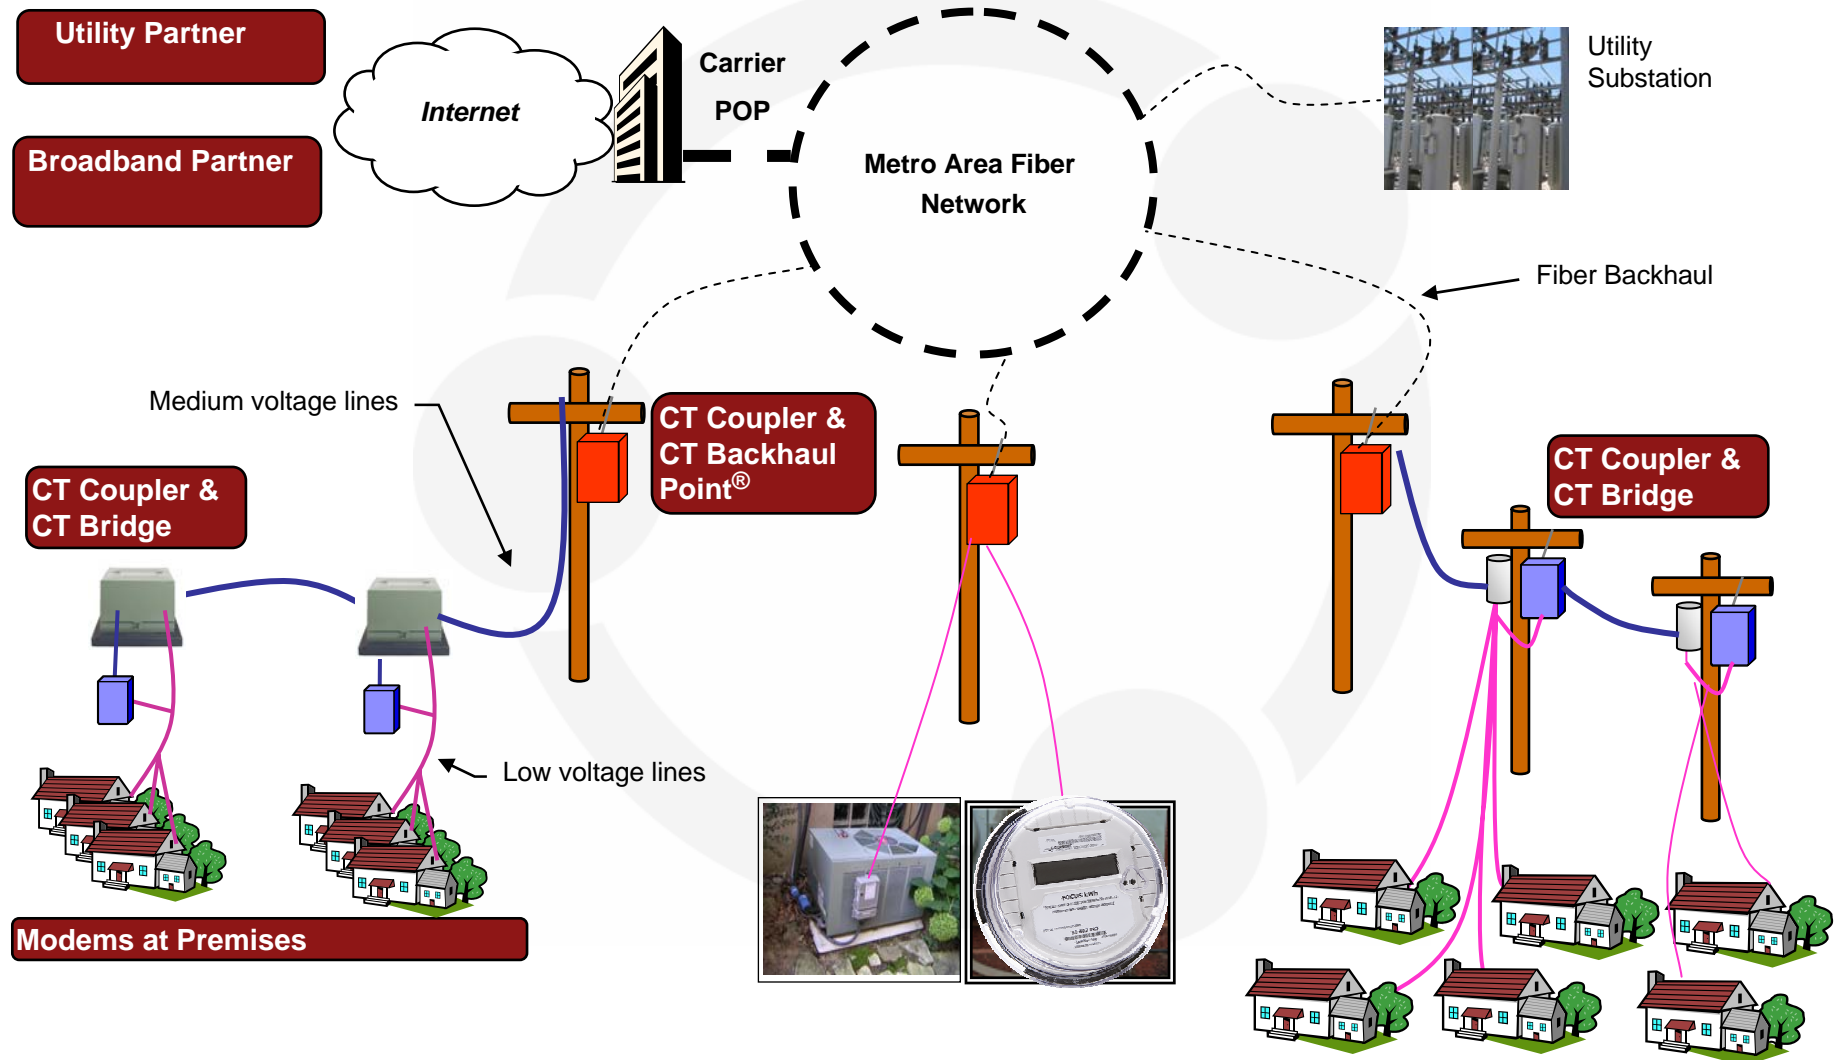 Utility Partner
Broadband Partner
Internet
Carrier
POP
Metro Area Fiber
Network
Utility
Substation
Fiber Backhaul
Medium voltage lines
CT Coupler &
CT Backhaul
Point®
CT Coupler &
CT Bridge
CT Coupler &
CT Bridge
Low voltage lines
Modems at Premises